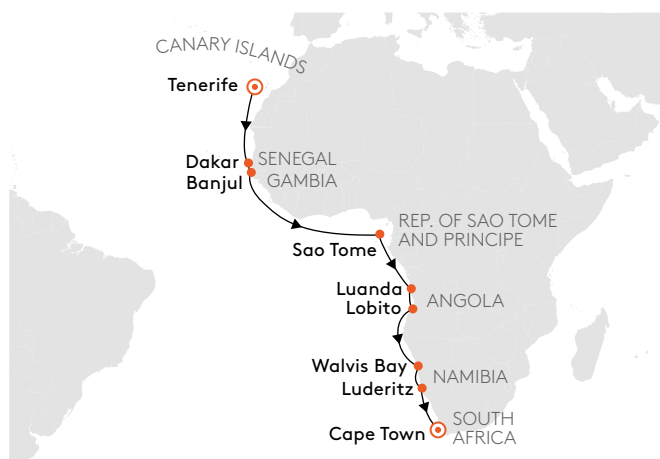 CANARY ISLANDS
Tenerife
Dakar
SENEGAL
Banjul
GAMBIA
REP. OF SAO TOME
AND PRINCIPE
Sao Tome
Luanda
Lobito
ANGOLA
Walvis Bay
NAMIBIA
Luderitz
SOUTH
AFRICA
Cape Town